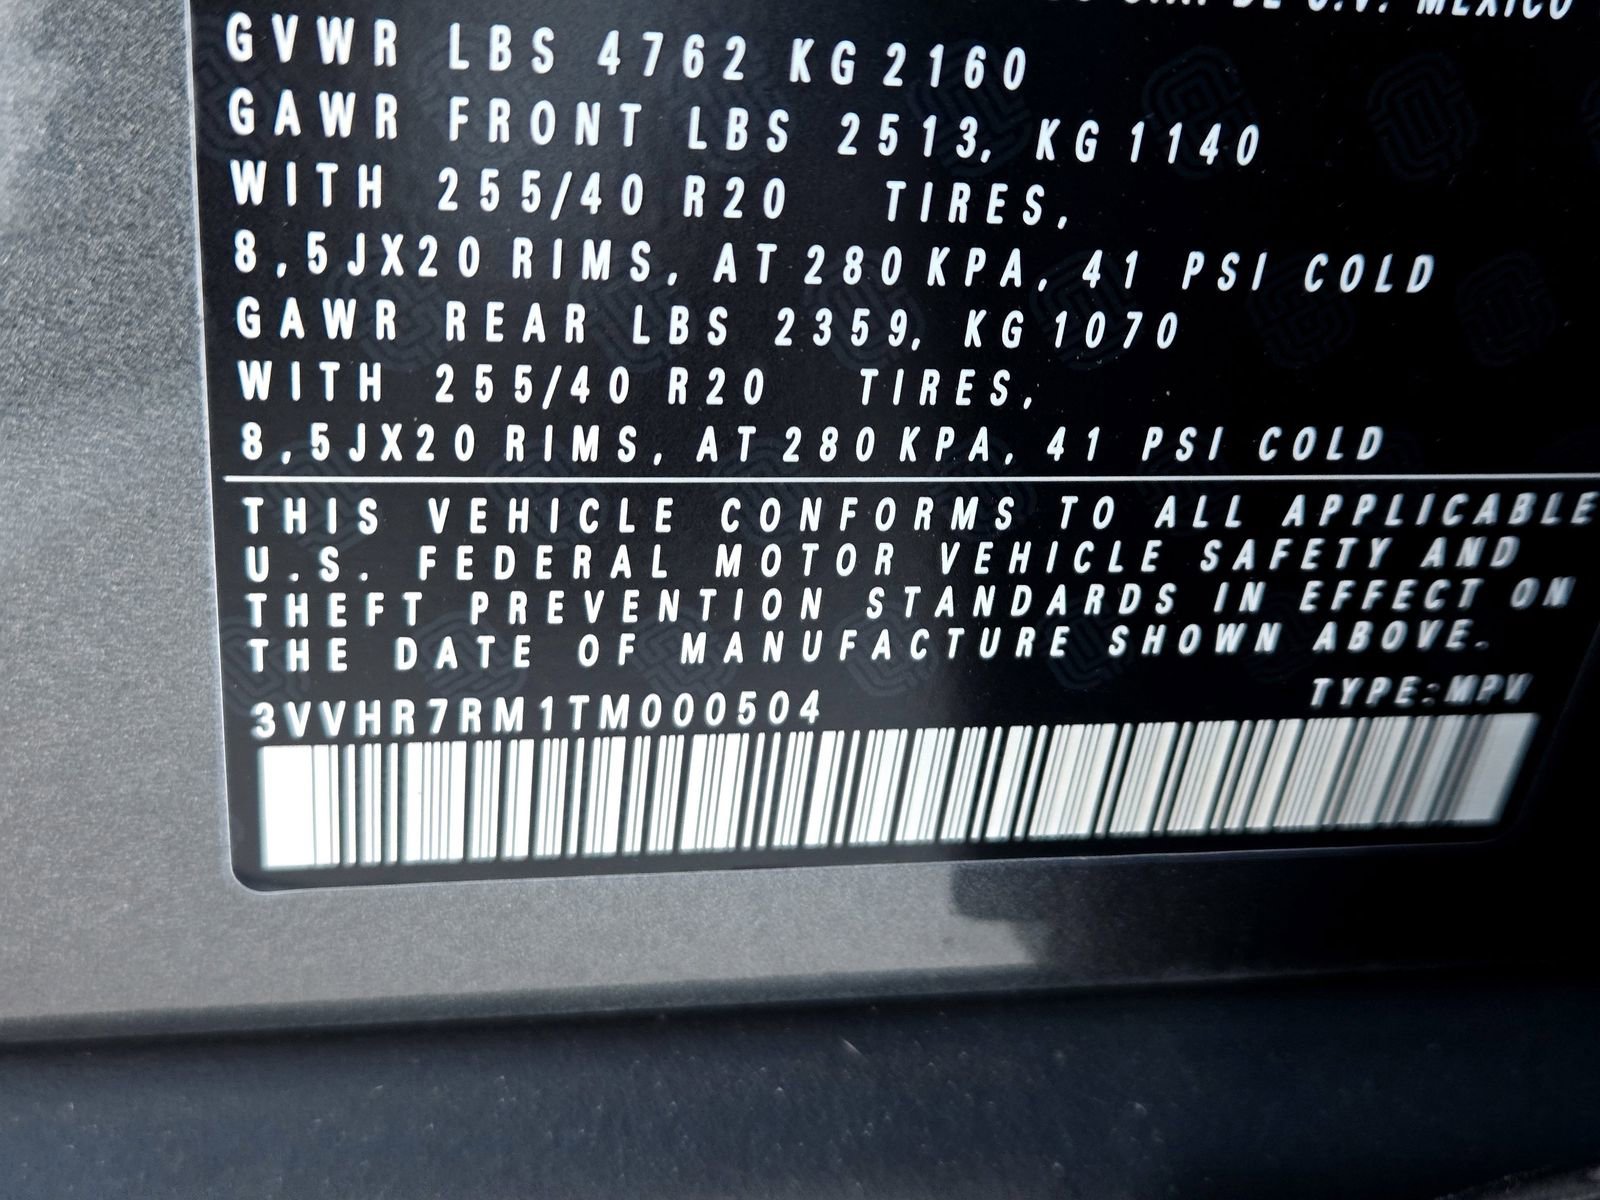 DE C.V. MEXICO
GVWR LBS 4762 KG 2160
GAWR FRONT LBS 2513, KG 1140
WITH 255/40 R20 TIRES,
8,5JX20 RIMS, AT 280 KPA, 41 PSI COLD
GAWR REAR LBS 2359, KG 1070
WITH 255/40 R20 TIRES,
8,5JX20 RIMS, AT 280 KPA, 41 PSI COLD
THIS VEHICLE CONFORMS TO ALL APPLICABLE
U.S. FEDERAL MOTOR VEHICLE SAFETY AND
THEFT PREVENTION STANDARDS IN EFFECT ON
THE DATE OF MANUFACTURE SHOWN ABOVE.
3VVHR7RM1TM000504 TYPE:MPV